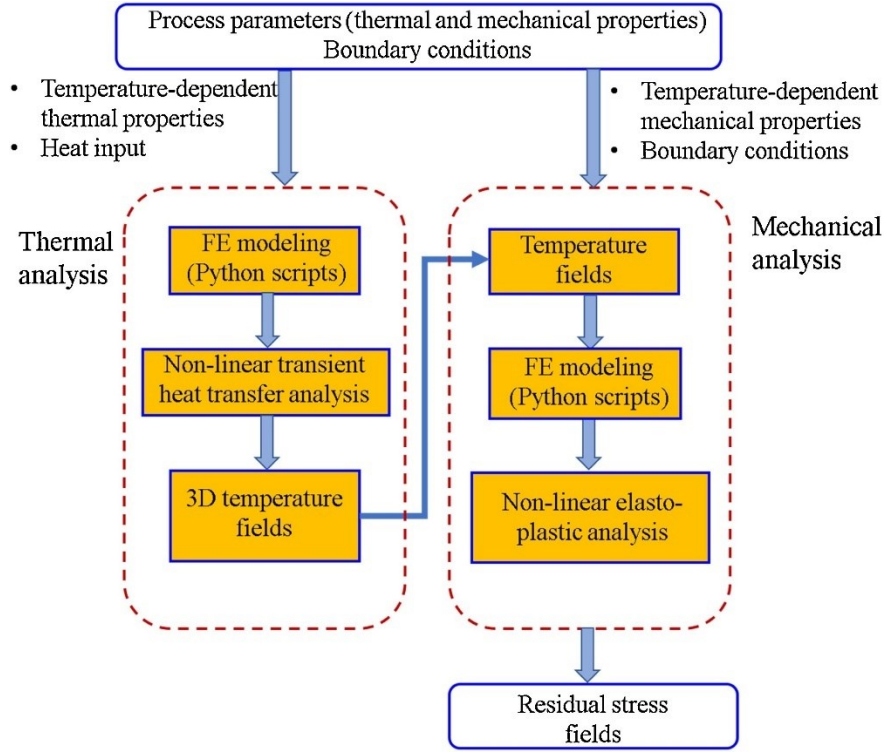 Process parameters (thermal and mechanical properties)
Boundary conditions
• Temperature-dependent
thermal properties
• Heat input
• Temperature-dependent
mechanical properties
• Boundary conditions
Thermal
analysis
FE modeling
(Python scripts)
Non-linear transient
heat transfer analysis
3D temperature
fields
Mechanical
analysis
Temperature
fields
FE modeling
(Python scripts)
Non-linear elasto-
plastic analysis
Residual stress
fields